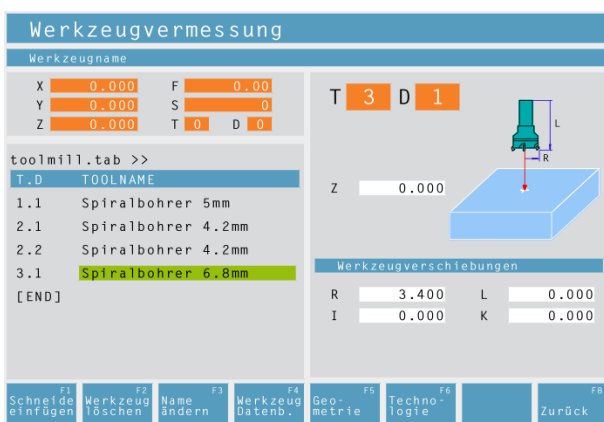 Werkzeugvermessung
Werkzeugname
X 0.000 F 0.00
Y 0.000 S 0
Z 0.000 T 0 D 0
T 3 D 1
L
R
Z 0.000
toolmill.tab >>
T.D TOOLNAME
1.1 Spiralbohrer 5mm
2.1 Spiralbohrer 4.2mm
2.2 Spiralbohrer 4.2mm
3.1 Spiralbohrer 6.8mm
[END]
Werkzeugverschiebungen
R 3.400 L 0.000
I 0.000 K 0.000
F1 F2 F3 F4 F5 F6 F8
Schneide Werkzeug Name Werkzeug Geo- Techno-
einfügen löschen ändern Datenb. metrie logie Zurück